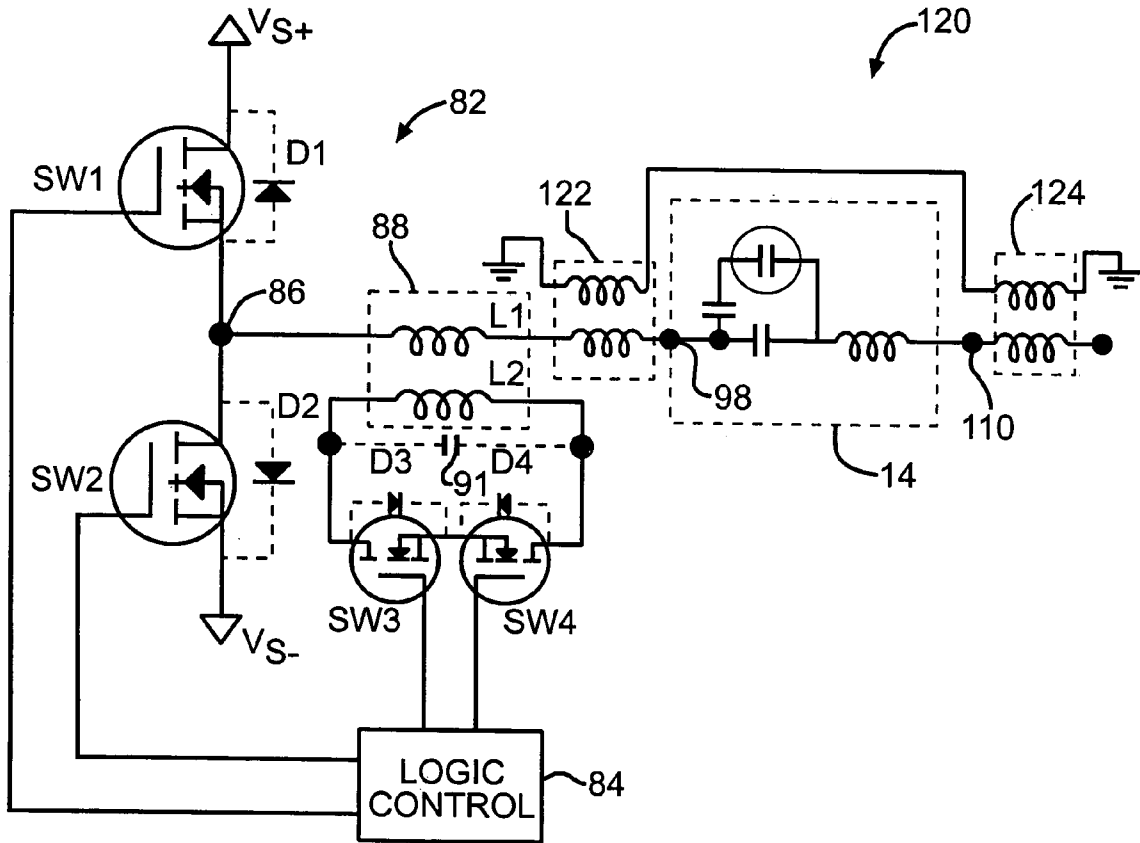 VS+
120
82
D1
SW1
122
124
88
86
L1
L2
98
110
D2
D3
D4
91
14
SW2
SW3
SW4
VS-
LOGIC
CONTROL
84